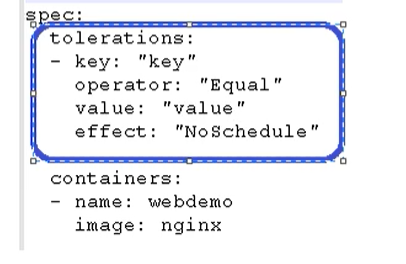 spec:
  tolerations:
  - key: "key"
    operator: "Equal"
    value: "value"
    effect: "NoSchedule"
  containers:
  - name: webdemo
    image: nginx